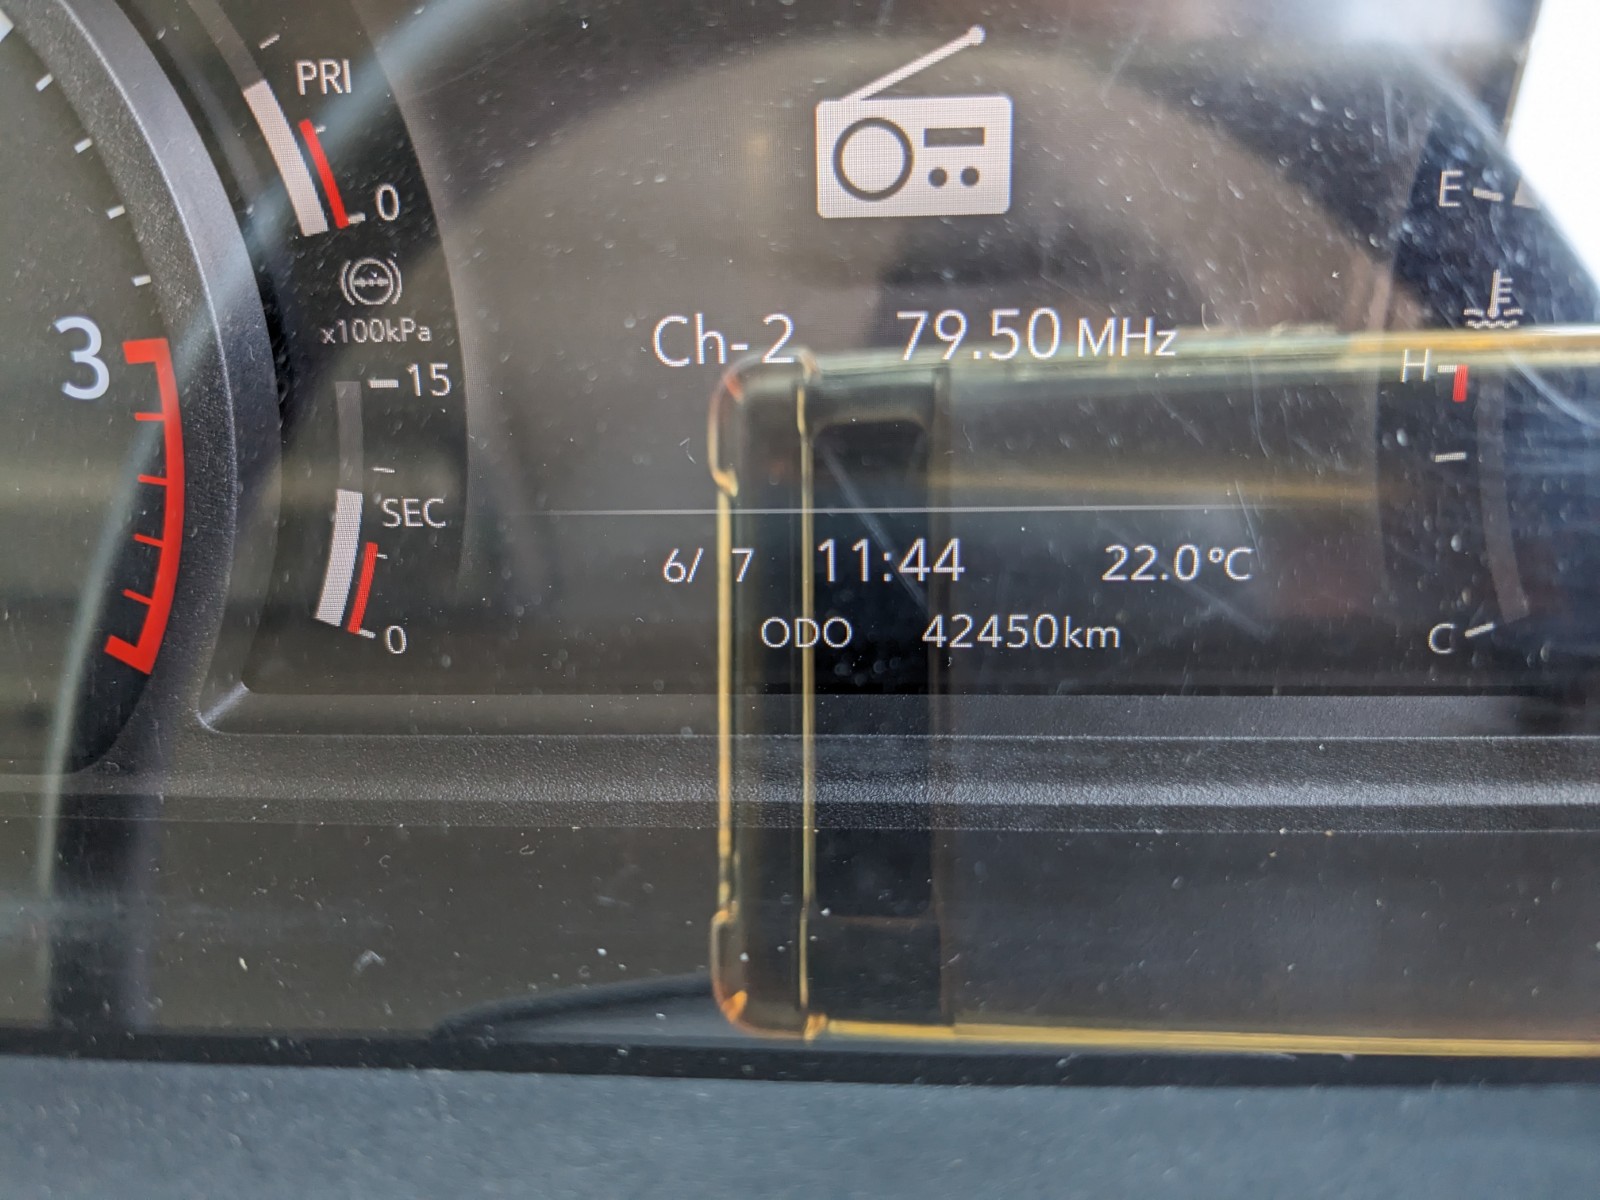 PRI
0
x100kPa
15
SEC
0
3
Ch-2 79.50 MHz
6/ 7 11:44 22.0℃
ODO 42450km
E
H
C